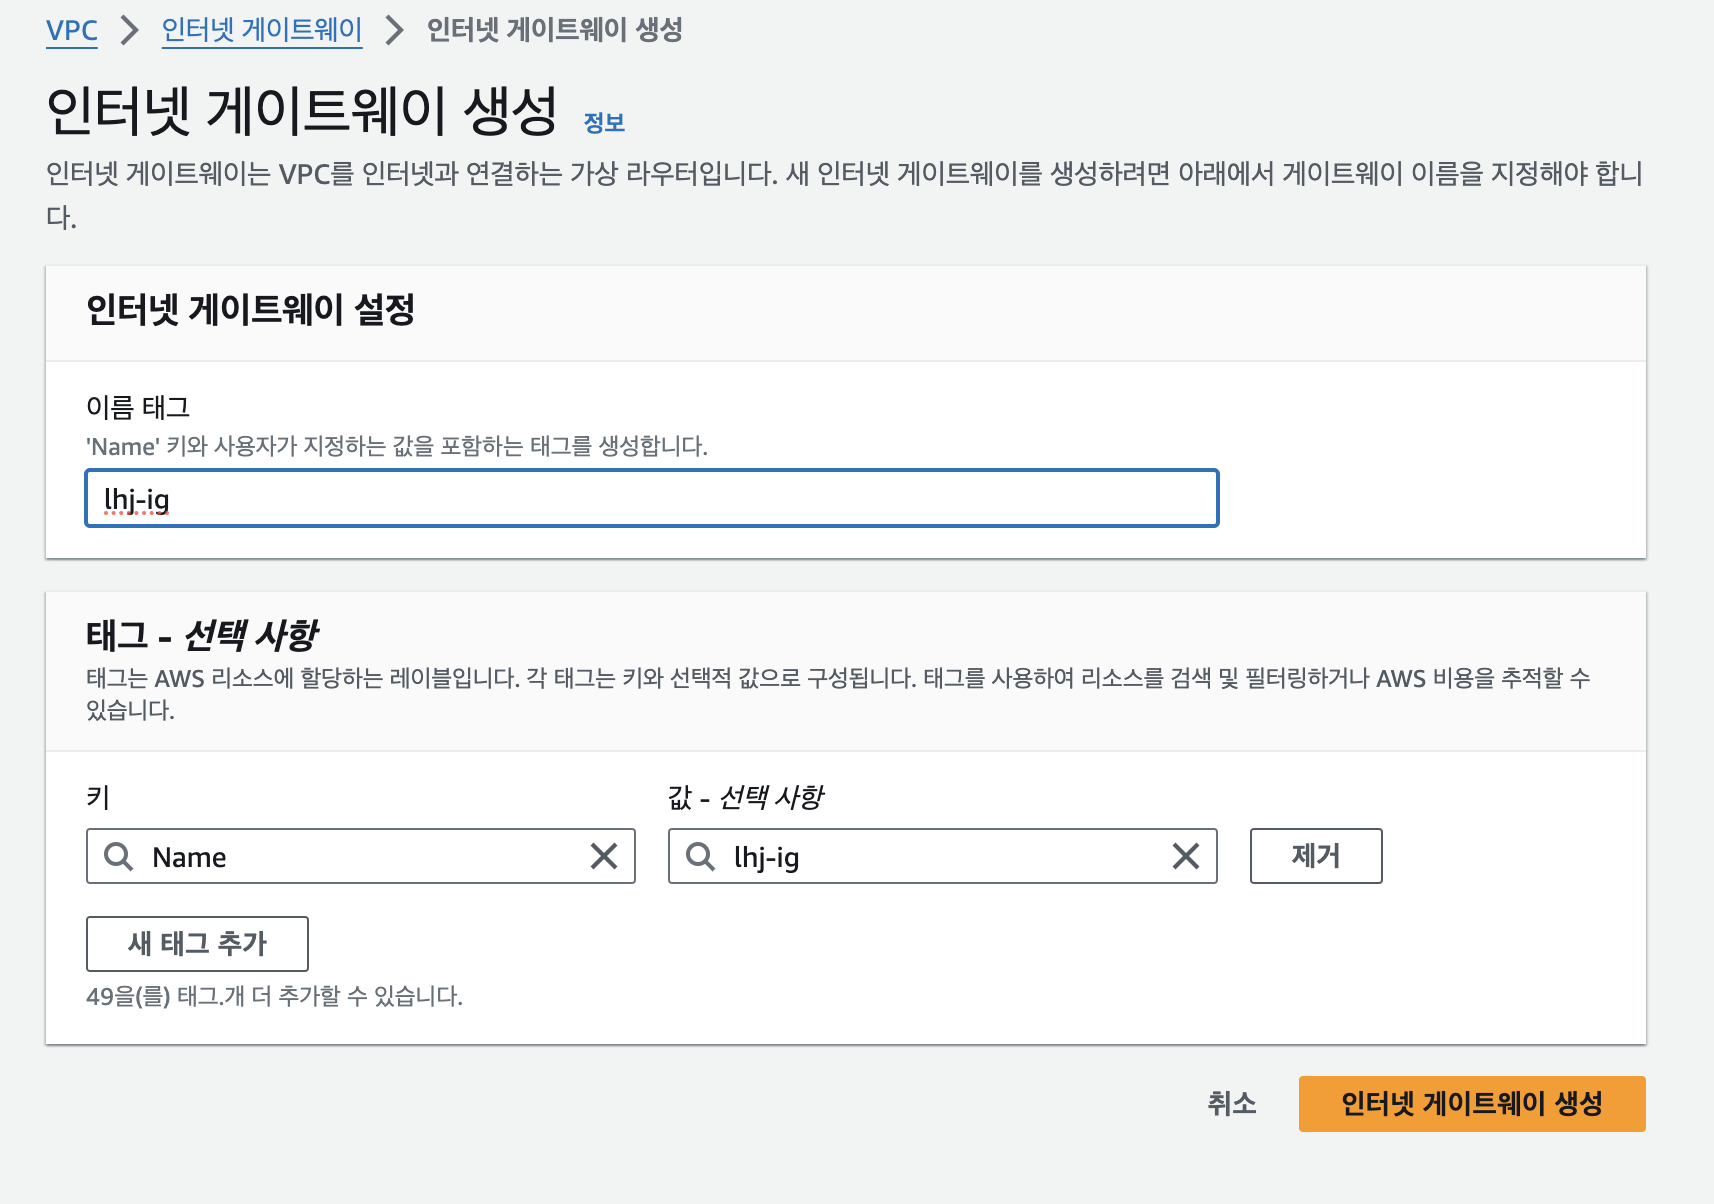 VPC > 인터넷 게이트웨이 > 인터넷 게이트웨이 생성
인터넷 게이트웨이 생성 정보
인터넷 게이트웨이는 VPC를 인터넷과 연결하는 가상 라우터입니다. 새 인터넷 게이트웨이를 생성하려면 아래에서 게이트웨이 이름을 지정해야 합니
다.
인터넷 게이트웨이 설정
이름 태그
'Name' 키와 사용자가 지정하는 값을 포함하는 태그를 생성합니다.
lhj-ig
태그 - 선택 사항
태그는 AWS 리소스에 할당하는 레이블입니다. 각 태그는 키와 선택적 값으로 구성됩니다. 태그를 사용하여 리소스를 검색 및 필터링하거나 AWS 비용을 추적할 수
있습니다.
키 값 - 선택 사항
Name lhj-ig 제거
새 태그 추가
49을(를) 태그.개 더 추가할 수 있습니다.
취소 인터넷 게이트웨이 생성